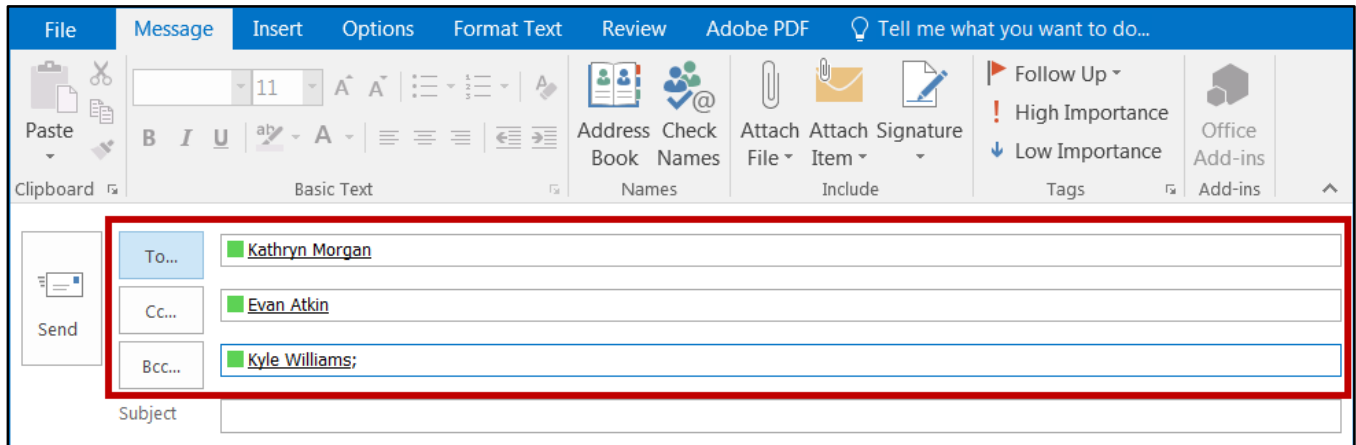 File Message Insert Options Format Text Review Adobe PDF Tell me what you want to do...
11 A A
Follow Up
High Importance
Low Importance
Paste
B I U ab A
Address Book
Check Names
Attach File
Attach Item
Signature
Office Add-ins
Clipboard Basic Text Names Include Tags Add-ins
To... Kathryn Morgan
Send
Cc... Evan Atkin
Bcc... Kyle Williams;
Subject